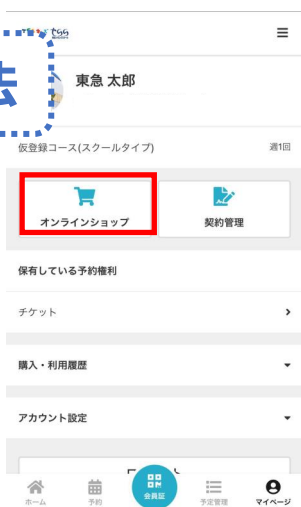 tss
法
東急 太郎
仮登録コース(スクールタイプ) 週1回
オンラインショップ 契約管理
保有している予約権利
チケット
購入・利用履歴
アカウント設定
ホーム 予約 会員証 予定管理 マイページ